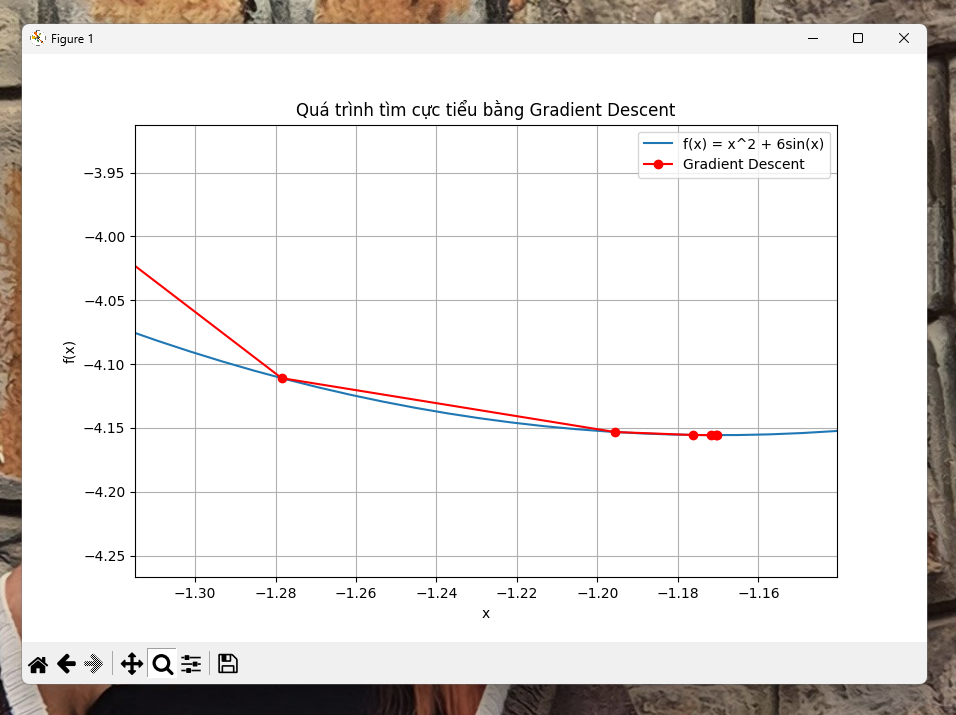 Figure 1
Quá trình tìm cực tiểu bằng Gradient Descent
f(x) = x^2 + 6sin(x)
Gradient Descent
−3.95
−4.00
−4.05
−4.10
−4.15
−4.20
−4.25
f(x)
−1.30
−1.28
−1.26
−1.24
−1.22
−1.20
−1.18
−1.16
x